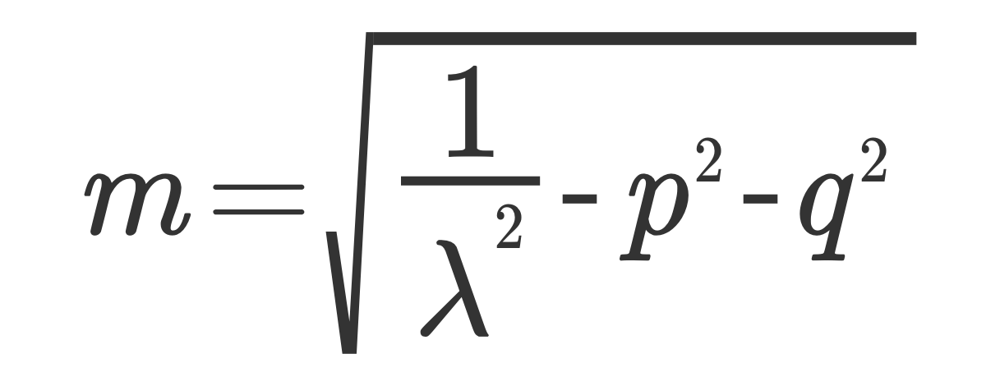 m = √(1/λ² - p² - q²)